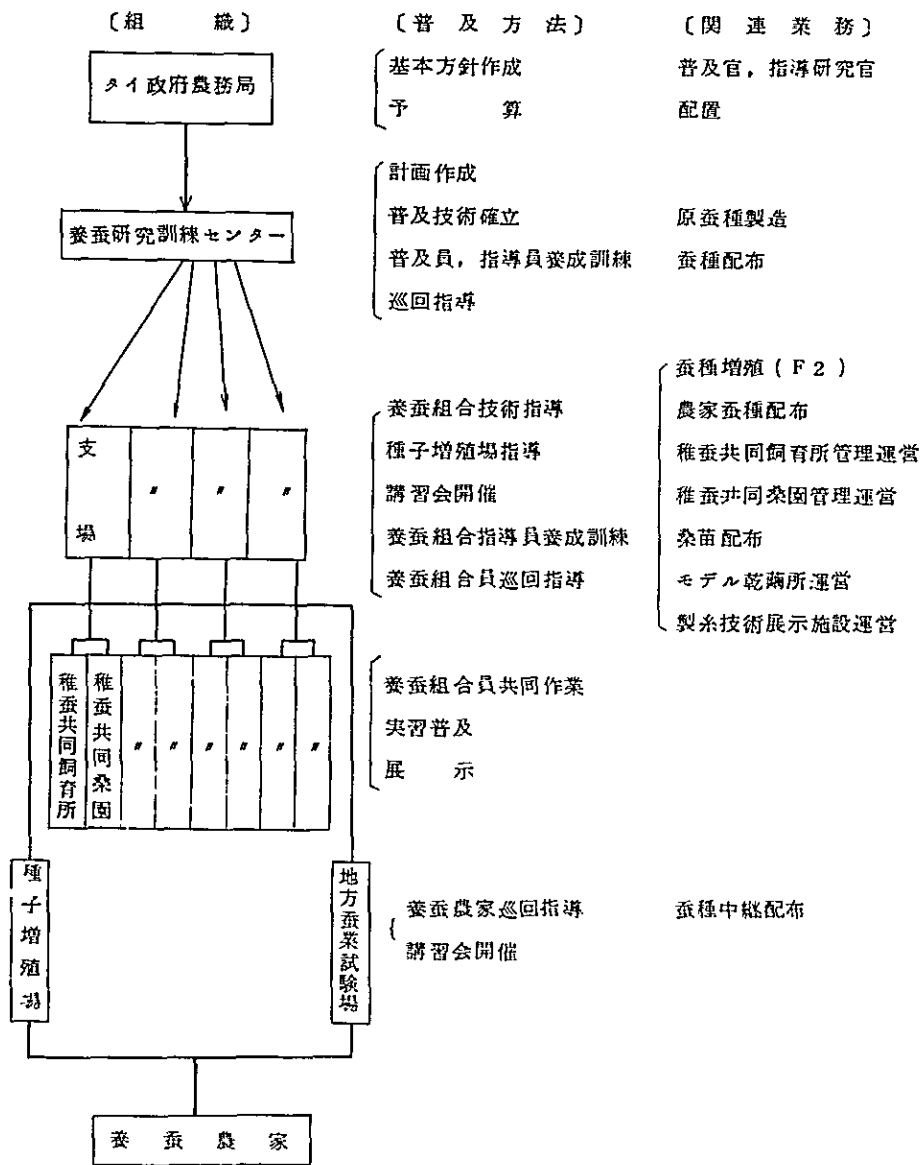 〔組　織〕　〔普及方法〕　〔関連業務〕
タイ政府農務局
基本方針作成
予　算
普及官，指導研究官
配置
養蚕研究訓練センター
計画作成
普及技術確立
普及員，指導員養成訓練
巡回指導
原蚕種製造
蚕種配布
支場
〃
〃
〃
養蚕組合技術指導
種子増殖場指導
講習会開催
養蚕組合指導員養成訓練
養蚕組合員巡回指導
蚕種増殖(F2)
農家蚕種配布
稚蚕共同飼育所管理運営
稚蚕共同桑園管理運営
桑苗配布
モデル乾繭所運営
製糸技術展示施設運営
稚蚕共同飼育所
稚蚕共同桑園
〃
〃
〃
〃
〃
〃
養蚕組合員共同作業
実習普及
展　示
種子増殖場
地方蚕業試験場
養蚕農家巡回指導
講習会開催
蚕種中継配布
養蚕農家